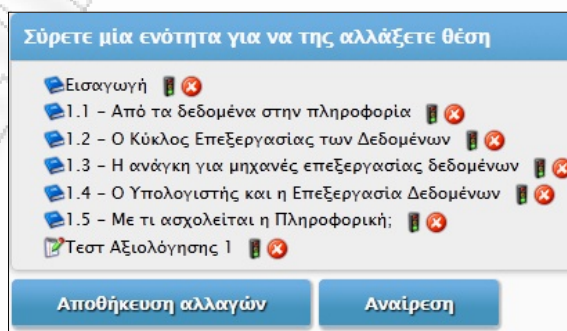 Σύρετε μία ενότητα για να της αλλάξετε θέση
Εισαγωγή
1.1 - Από τα δεδομένα στην πληροφορία
1.2 - Ο Κύκλος Επεξεργασίας των Δεδομένων
1.3 - Η ανάγκη για μηχανές επεξεργασίας δεδομένων
1.4 - Ο Υπολογιστής και η Επεξεργασία Δεδομένων
1.5 - Με τι ασχολείται η Πληροφορική;
Τεστ Αξιολόγησης 1
Αποθήκευση αλλαγών Αναίρεση